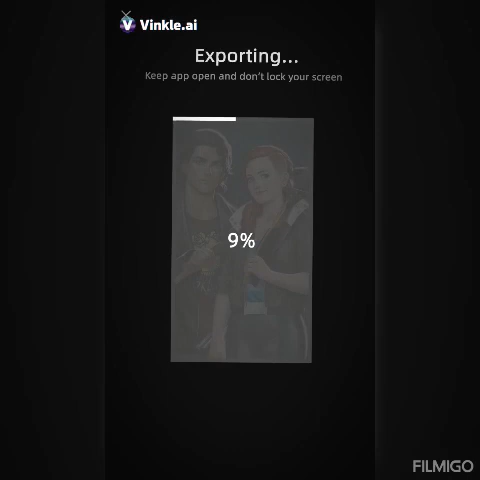 Vinkle.ai
Exporting...
Keep app open and don't lock your screen
9%
FILMIGO